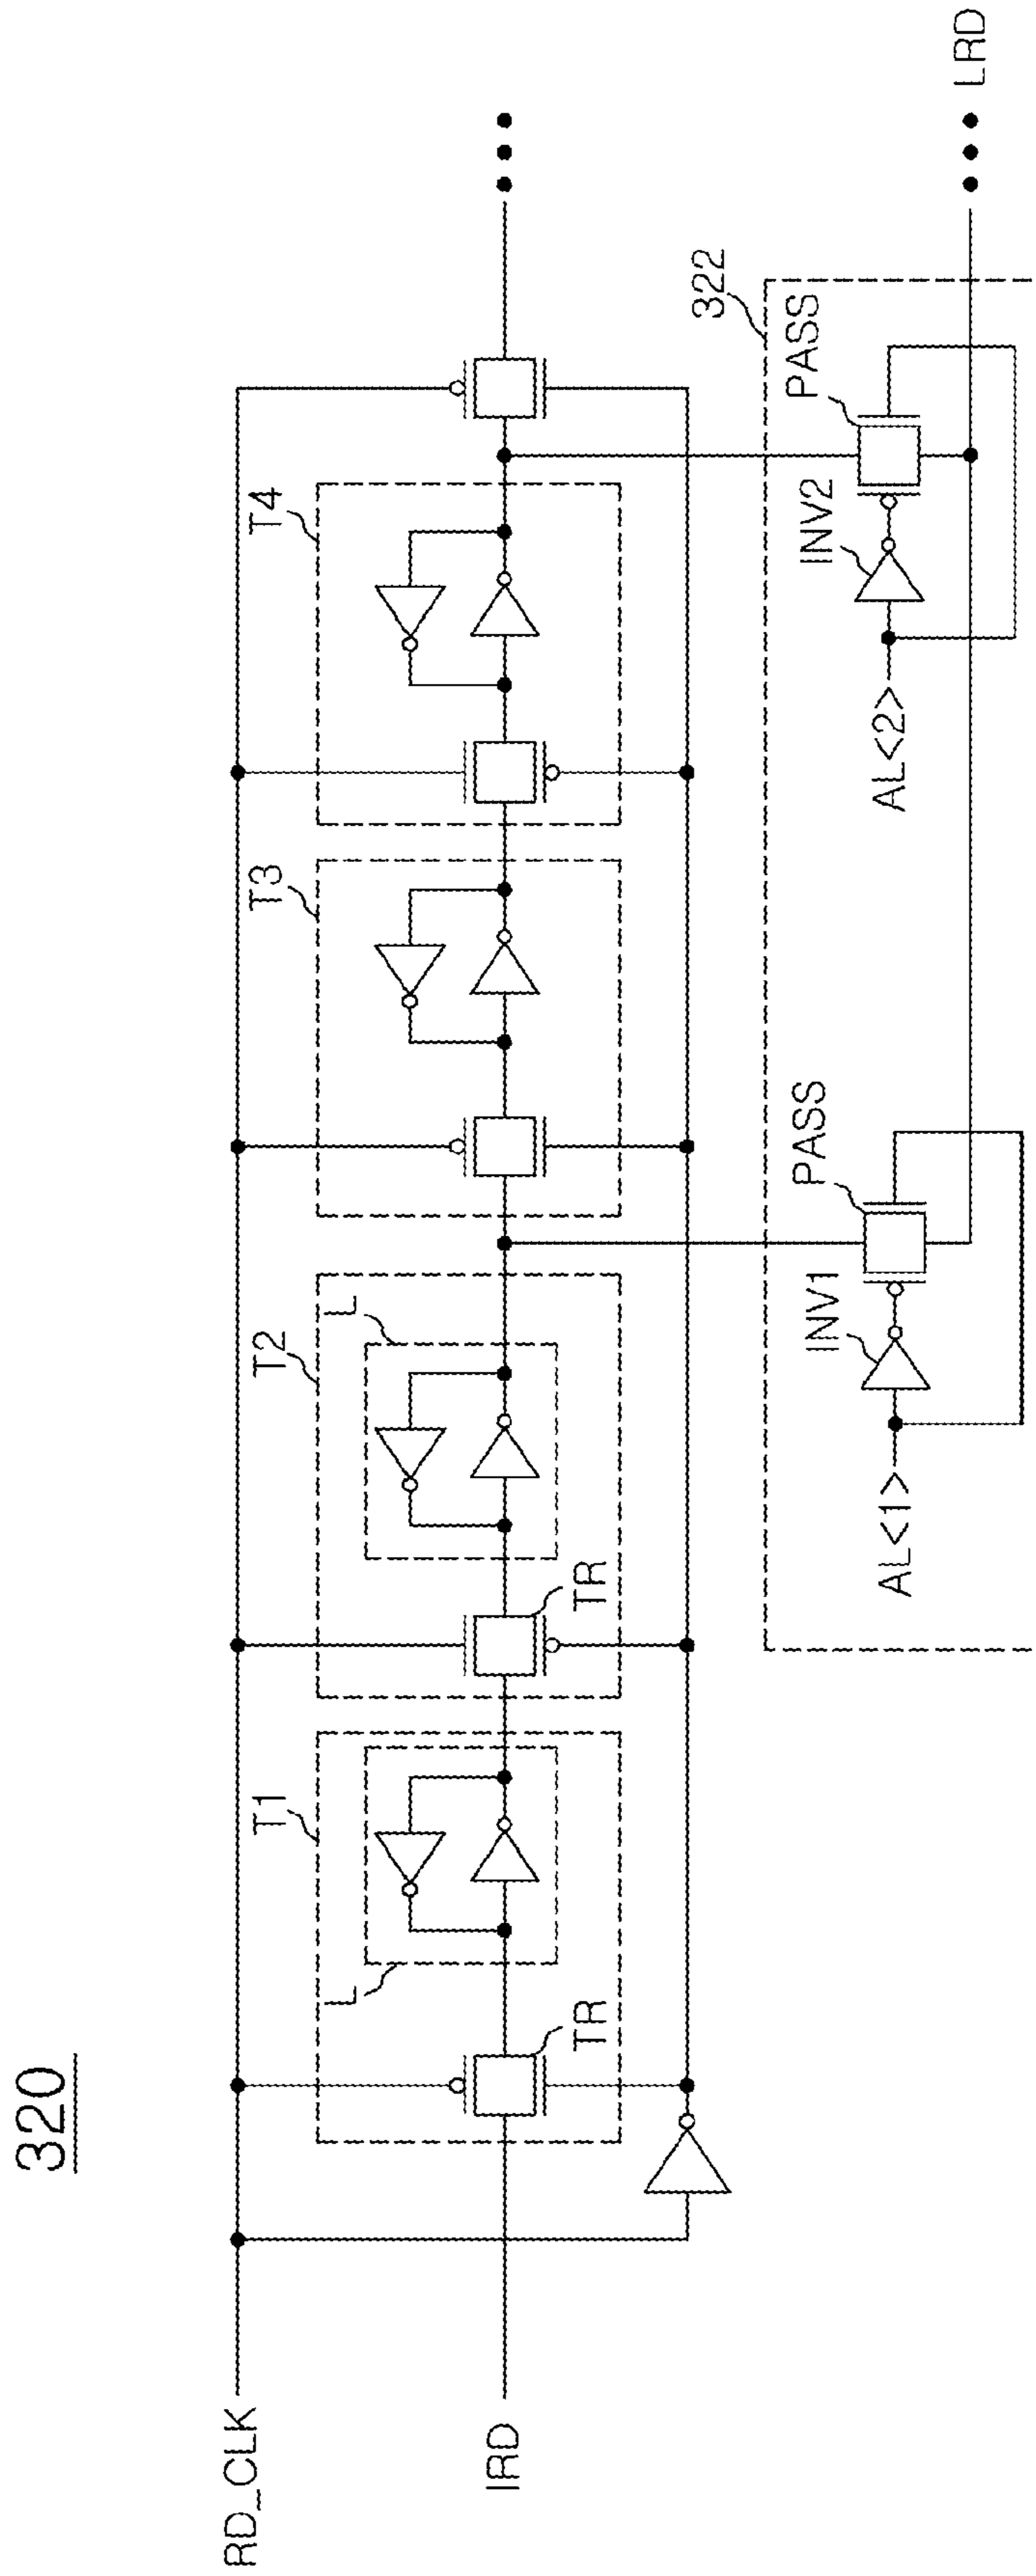 320
RD_CLK
IRD
T1
L
TR
T2
L
TR
T3
T4
322
AL<1>
INV1
PASS
AL<2>
INV2
PASS
LRD